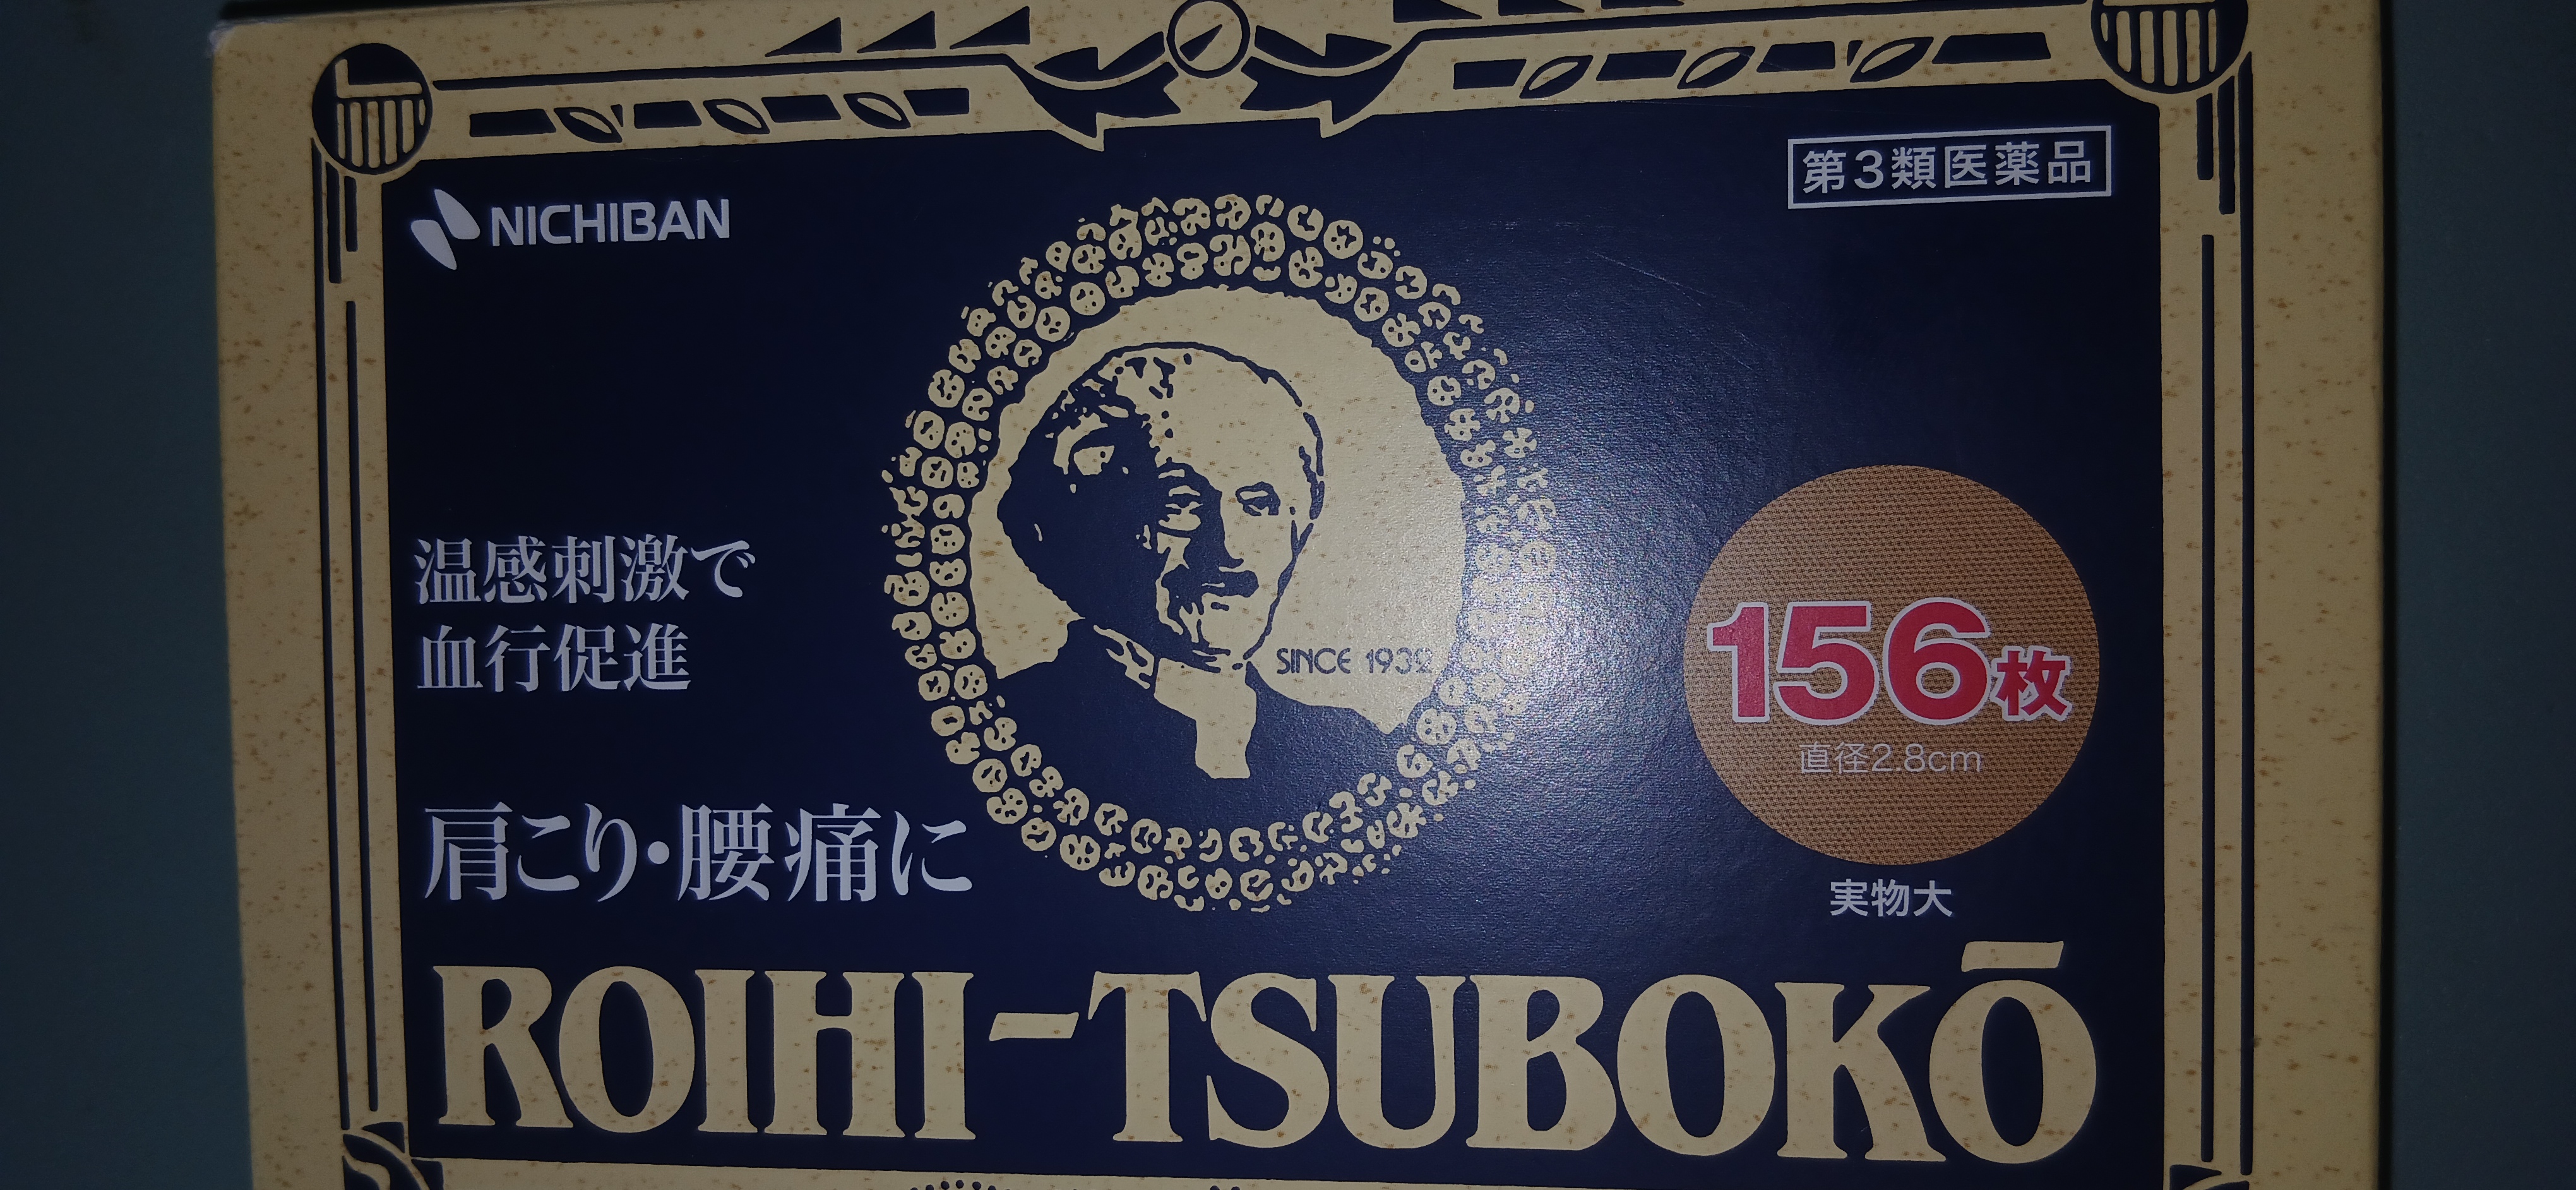 NICHIBAN
第3類医薬品
温感刺激で
血行促進
SINCE 1932
156枚
直径2.8cm
実物大
肩こり・腰痛に
ROIHI-TSUBOKŌ